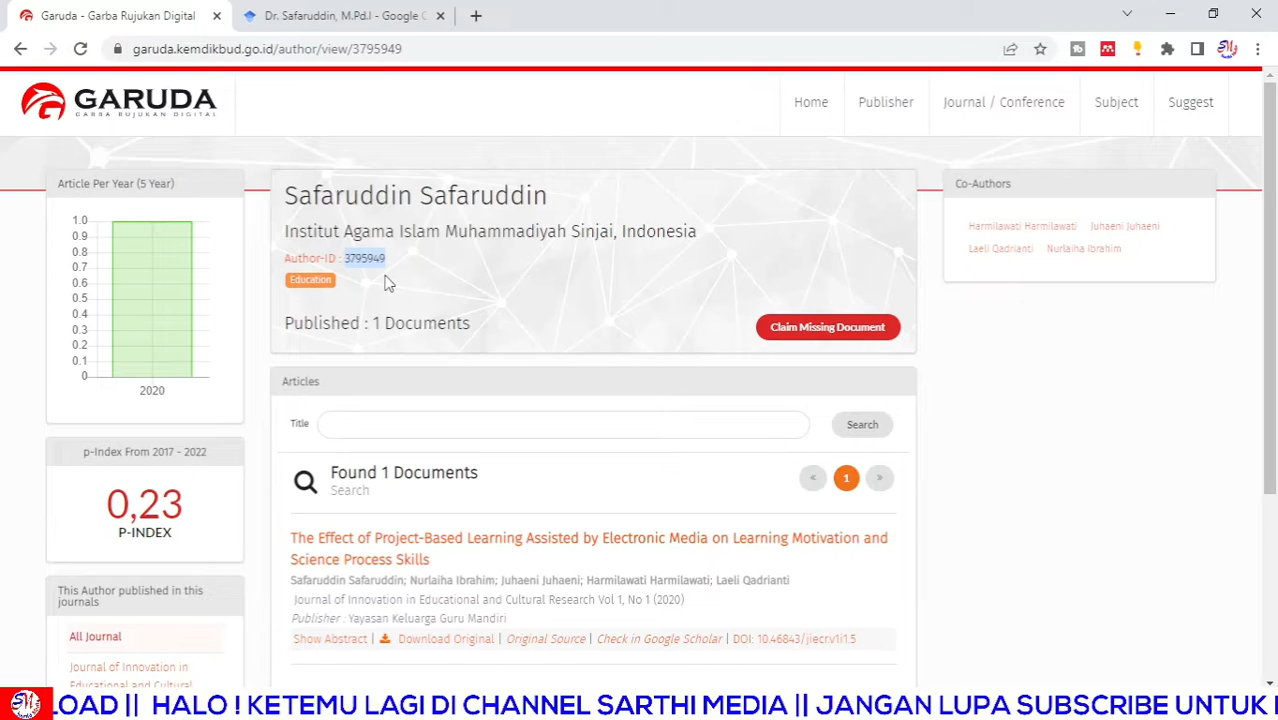 Garuda - Garba Rujukan Digital
Dr. Safaruddin, M.Pd.I - Google
garuda.kemdikbud.go.id/author/view/3795949
GARUDA
GARBA RUJUKAN DIGITAL
Home
Publisher
Journal / Conference
Subject
Suggest
Article Per Year (5 Year)
1.0
0.9
0.8
0.7
0.6
0.5
0.4
0.3
0.2
0.1
0
2020
p-Index From 2017 - 2022
0,23
P-INDEX
This Author published in this
journals
All Journal
Journal of Innovation in
Educational and Cultural
Safaruddin Safaruddin
Institut Agama Islam Muhammadiyah Sinjai, Indonesia
Author-ID : 3795949
Education
Published : 1 Documents
Claim Missing Document
Articles
Title
Search
Found 1 Documents
Search
«
1
»
The Effect of Project-Based Learning Assisted by Electronic Media on Learning Motivation and
Science Process Skills
Safaruddin Safaruddin; Nurlaiha Ibrahim; Juhaeni Juhaeni; Harmilawati Harmilawati; Laeli Qadrianti
Journal of Innovation in Educational and Cultural Research Vol 1, No 1 (2020)
Publisher : Yayasan Keluarga Guru Mandiri
Show Abstract | Download Original | Original Source | Check in Google Scholar | DOI: 10.46843/jiecr.v1i1.5
Co-Authors
Harmilawati Harmilawati Juhaeni Juhaeni
Laeli Qadrianti Nurlaiha Ibrahim
LOAD || HALO ! KETEMU LAGI DI CHANNEL SARTHI MEDIA || JANGAN LUPA SUBSCRIBE UNTUK